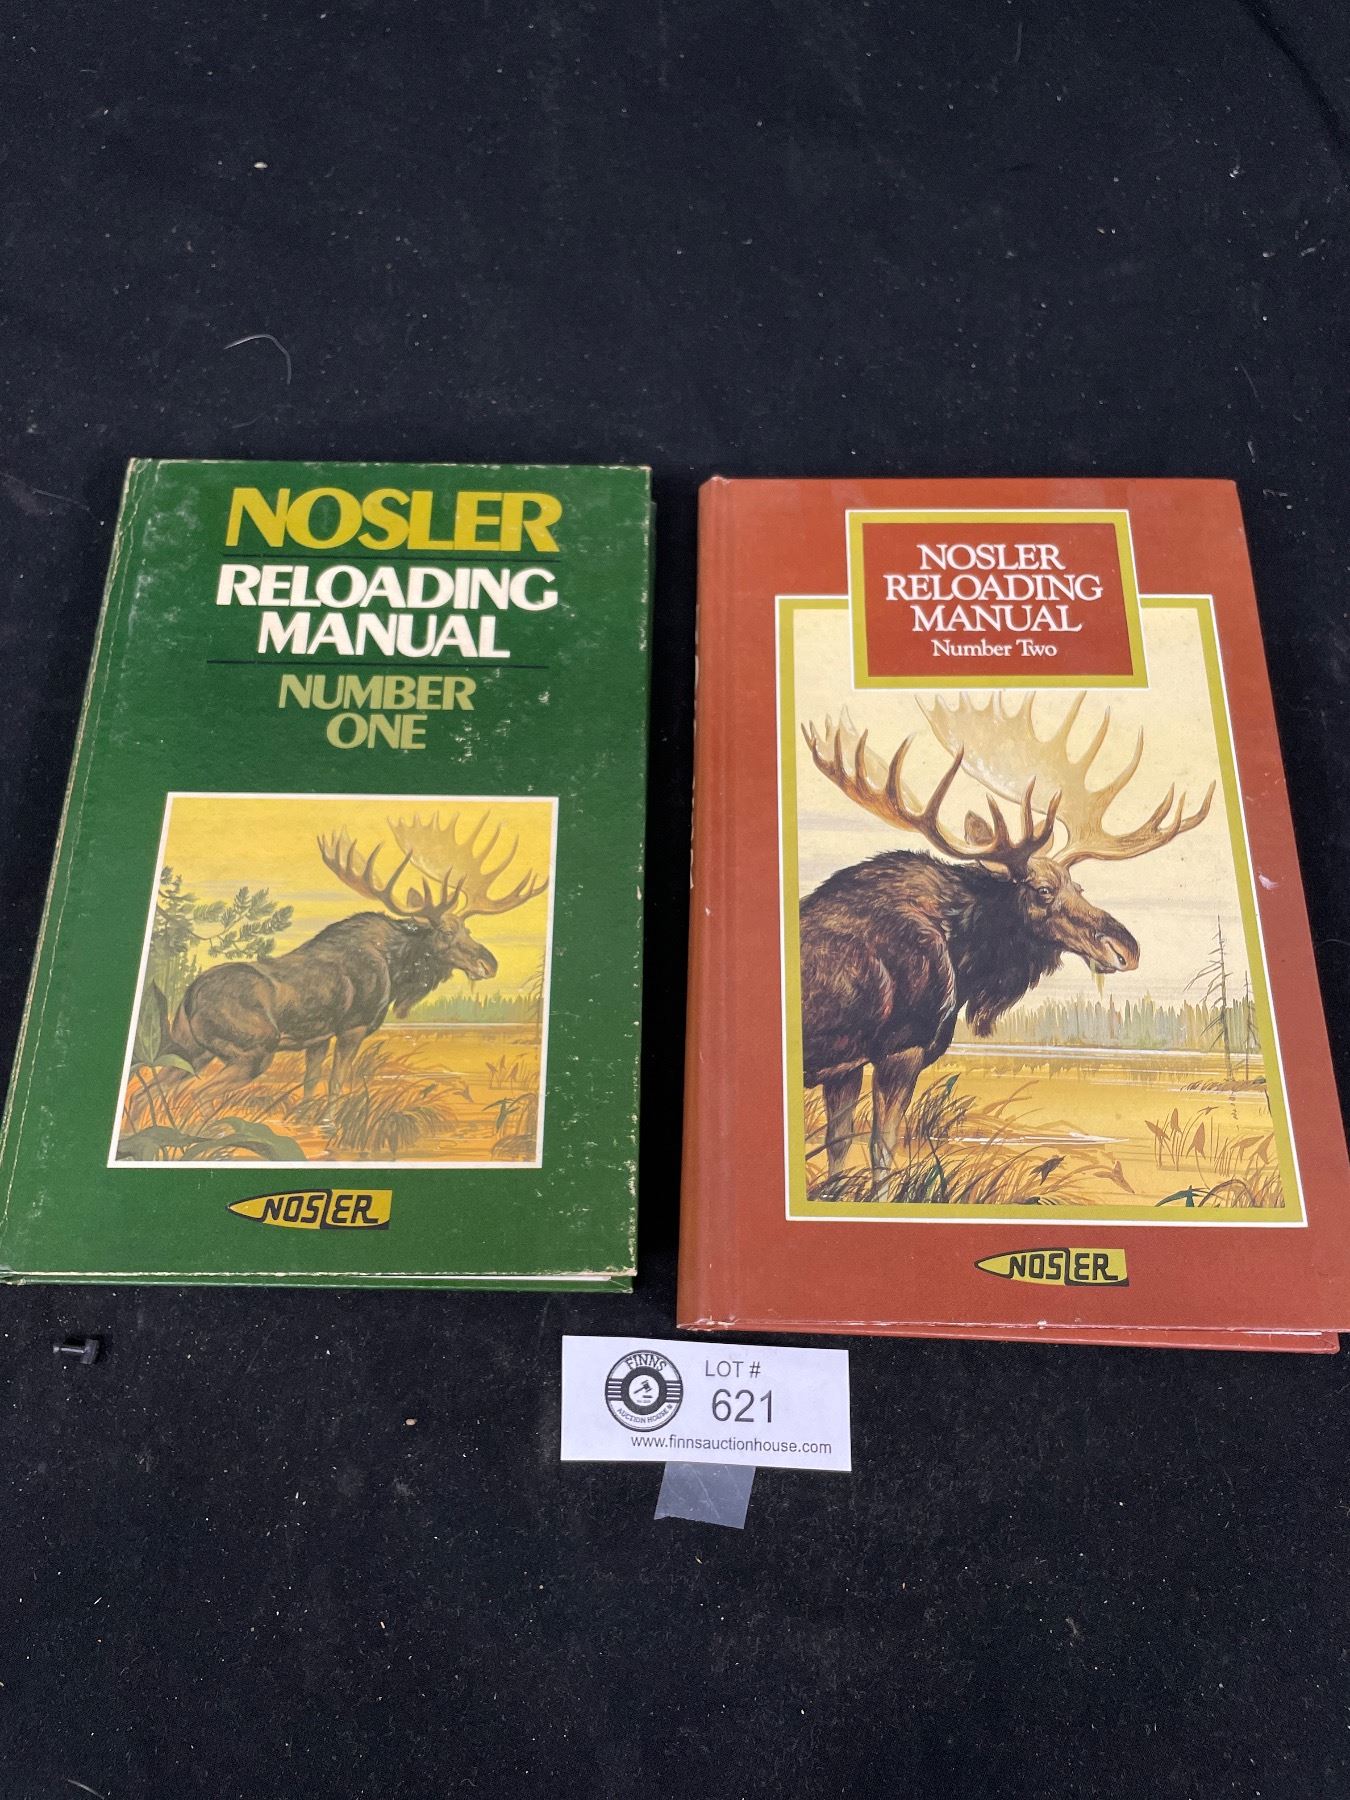 NOSLER
RELOADING
MANUAL
NUMBER
ONE
NOSLER
NOSLER
RELOADING
MANUAL
Number Two
NOSLER
FINNS
AUCTION HOUSE
LOT #
621
www.finnsauctionhouse.com